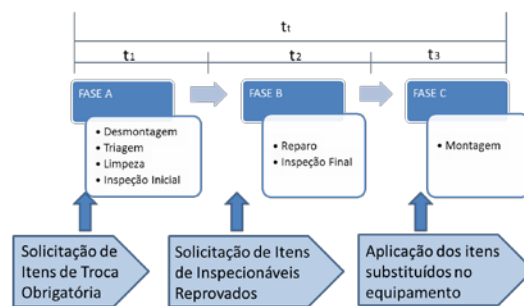 tt
t1
t2
t3
FASE A
• Desmontagem
• Triagem
• Limpeza
• Inspeção Inicial
FASE B
• Reparo
• Inspeção Final
FASE C
• Montagem
Solicitação de
Itens de Troca
Obrigatória
Solicitação de Itens
de Inspecionáveis
Reprovados
Aplicação dos itens
substituídos no
equipamento